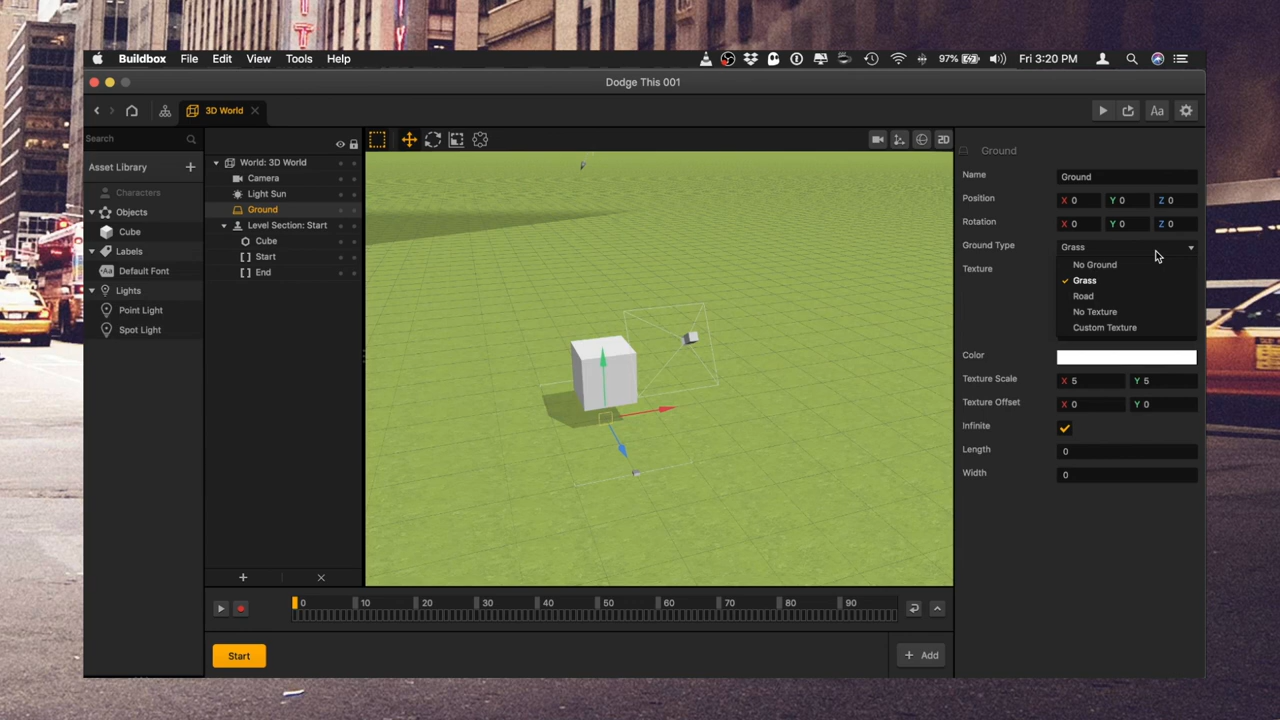 Buildbox File Edit View Tools Help 97% Fri 3:20 PM
Dodge This 001
3D World Aa
Search
Asset Library
Characters
Objects
Cube
Labels
Aa Default Font
Lights
Point Light
Spot Light
World: 3D World
Camera
Light Sun
Ground
Level Section: Start
Cube
Start
End
2D
Ground
Name Ground
Position X 0 Y 0 Z 0
Rotation X 0 Y 0 Z 0
Ground Type Grass
No Ground
Grass
Road
No Texture
Custom Texture
Texture
Color
Texture Scale X 5 Y 5
Texture Offset X 0 Y 0
Infinite
Length 0
Width 0
0 10 20 30 40 50 60 70 80 90
Start
+ Add